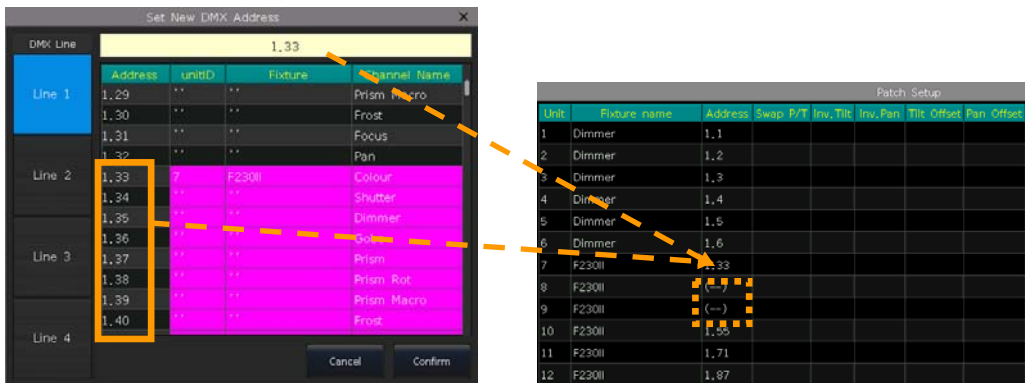 Set New DMX Address
DMX Line
1.33
Address unitID Fixture Channel Name
Line 1
1.29 '' '' Prism Macro
1.30 '' '' Frost
1.31 '' '' Focus
1.32 '' '' Pan
Line 2
1.33 7 F230II Colour
1.34 '' '' Shutter
1.35 '' '' Dimmer
1.36 '' '' Gobo
Line 3
1.37 '' '' Prism
1.38 '' '' Prism Rot
1.39 '' '' Prism Macro
1.40 '' '' Frost
Line 4
Cancel Confirm
Patch Setup
Unit Fixture name Address Swap P/T Inv.Tilt Inv.Pan Tilt Offset Pan Offset
1 Dimmer 1.1
2 Dimmer 1.2
3 Dimmer 1.3
4 Dimmer 1.4
5 Dimmer 1.5
6 Dimmer 1.6
7 F230II 1.33
8 F230II (--)
9 F230II (--)
10 F230II 1.55
11 F230II 1.71
12 F230II 1.87